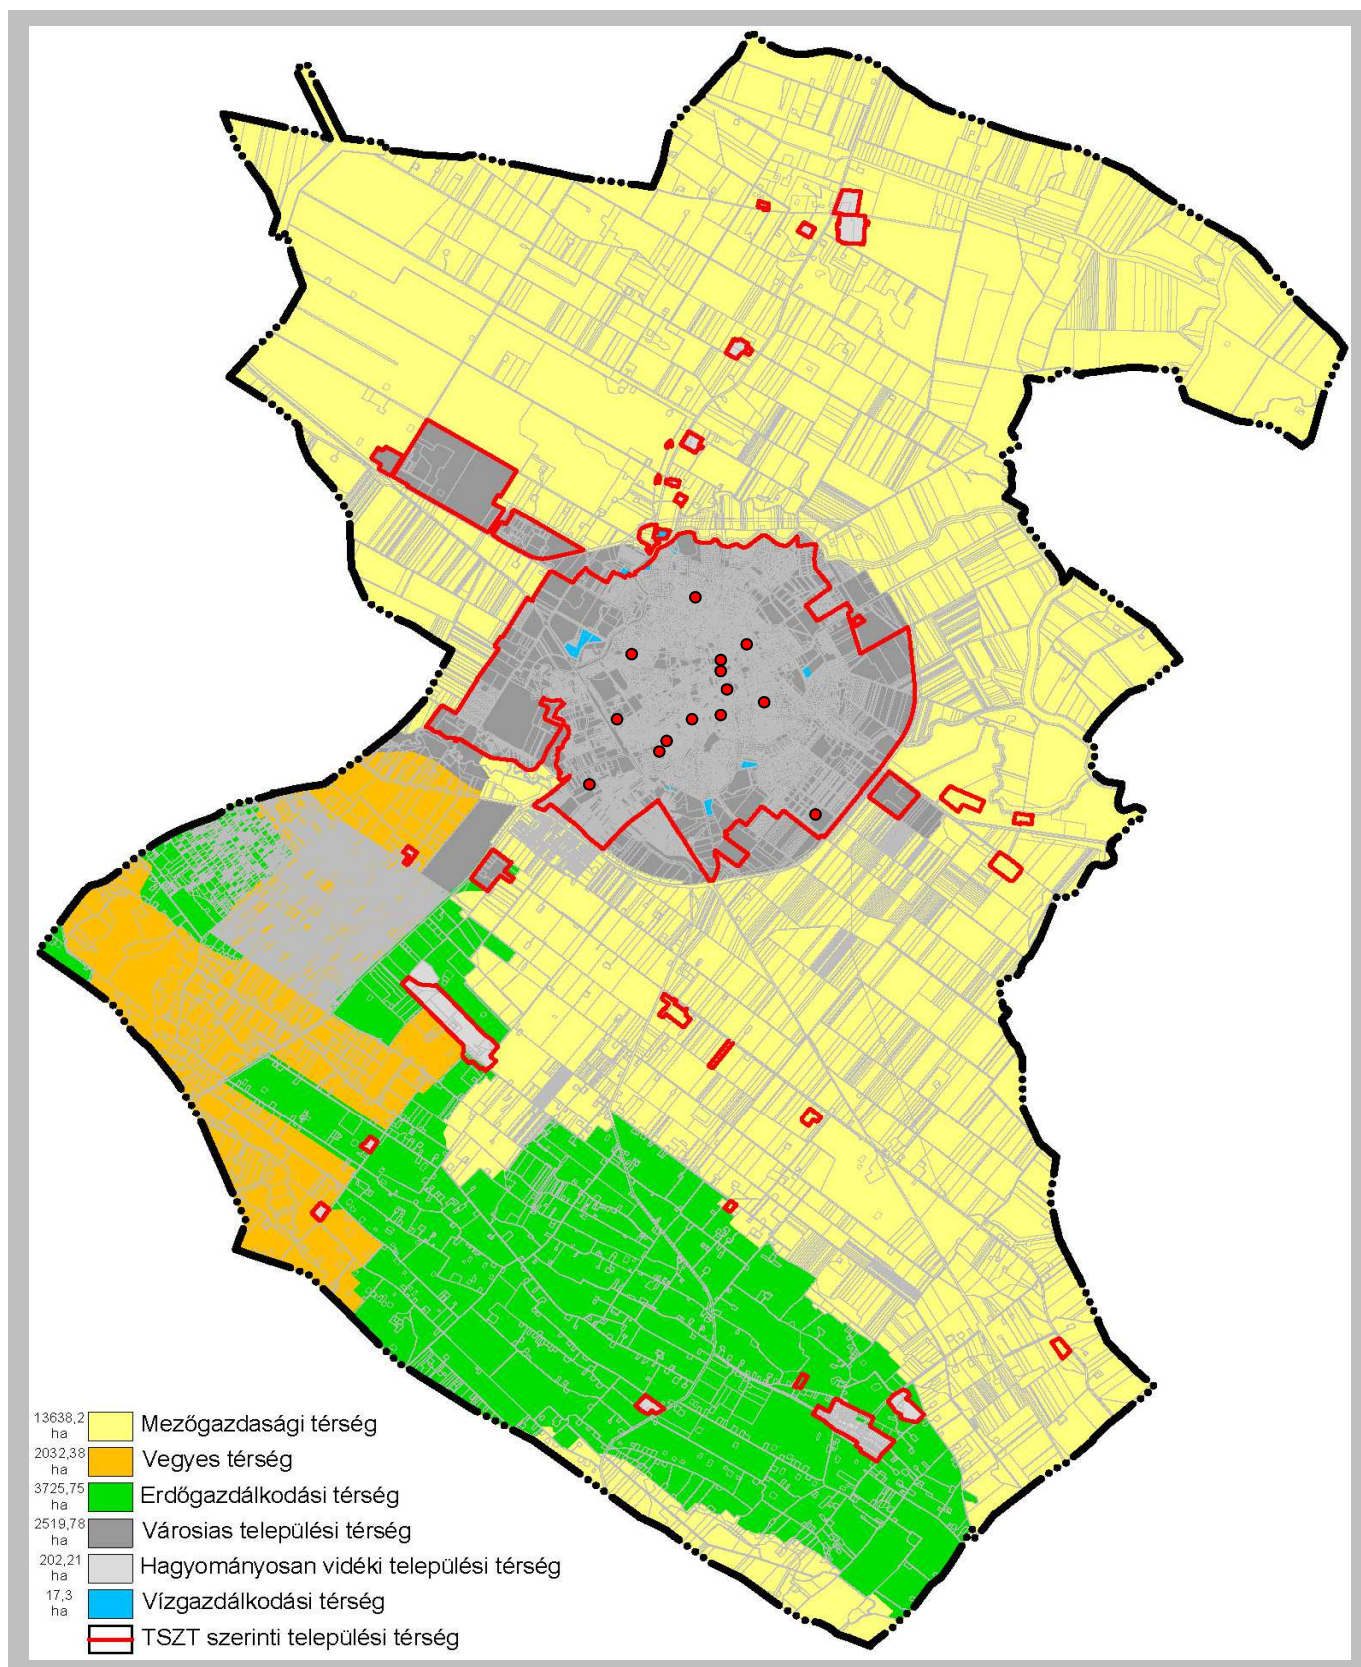 13638,2
ha
Mezőgazdasági térség
2032,38
ha
Vegyes térség
3725,75
ha
Erdőgazdálkodási térség
2519,78
ha
Városias települési térség
202,21
ha
Hagyományosan vidéki települési térség
17,3
ha
Vízgazdálkodási térség
TSZT szerinti települési térség